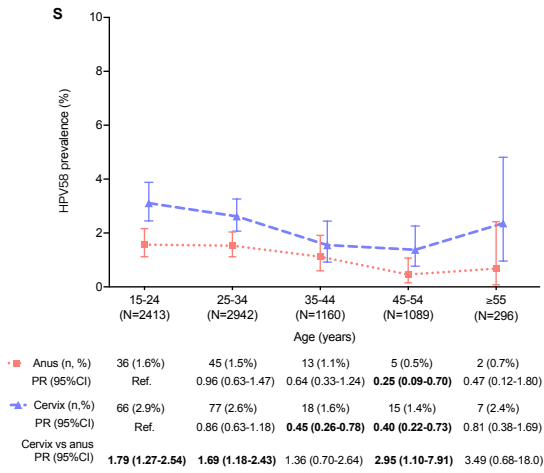 S
HPV58 prevalence (%)
10
8
6
4
2
0
15-24 25-34 35-44 45-54 ≥55
(N=2413) (N=2942) (N=1160) (N=1089) (N=296)
Age (years)
Anus (n, %) 36 (1.6%) 45 (1.5%) 13 (1.1%) 5 (0.5%) 2 (0.7%)
PR (95%CI) Ref. 0.96 (0.63-1.47) 0.64 (0.33-1.24) 0.25 (0.09-0.70) 0.47 (0.12-1.80)
Cervix (n,%) 66 (2.9%) 77 (2.6%) 18 (1.6%) 15 (1.4%) 7 (2.4%)
PR (95%CI) Ref. 0.86 (0.63-1.18) 0.45 (0.26-0.78) 0.40 (0.22-0.73) 0.81 (0.38-1.69)
Cervix vs anus
PR (95%CI) 1.79 (1.27-2.54) 1.69 (1.18-2.43) 1.36 (0.70-2.64) 2.95 (1.10-7.91) 3.49 (0.68-18.0)